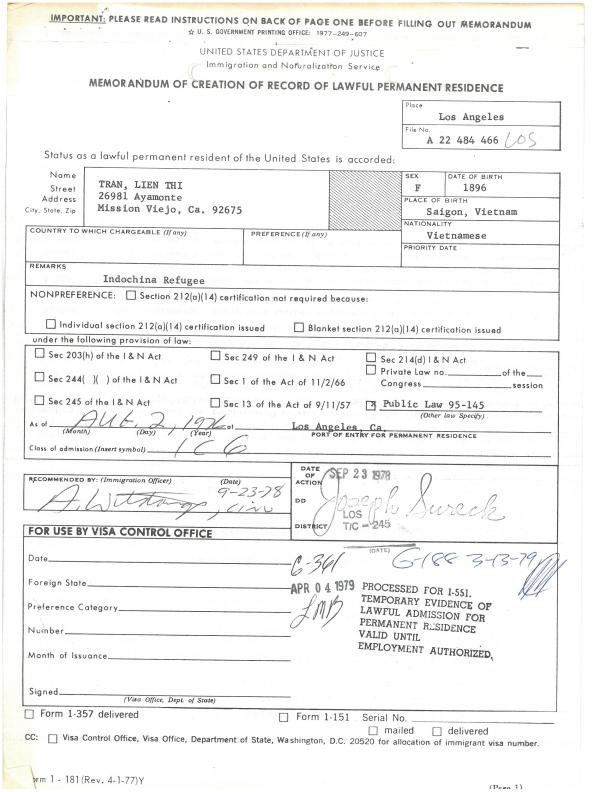 IMPORTANT: PLEASE READ INSTRUCTIONS ON BACK OF PAGE ONE BEFORE FILLING OUT MEMORANDUM
☆ U. S. GOVERNMENT PRINTING OFFICE: 1977-249-607
UNITED STATES DEPARTMENT OF JUSTICE
Immigration and Naturalization Service
MEMORANDUM OF CREATION OF RECORD OF LAWFUL PERMANENT RESIDENCE
Place
Los Angeles
File No.
A 22 484 466 LOS
Status as a lawful permanent resident of the United States is accorded:
Name
Street
Address
City, State, Zip
TRAN, LIEN THI
26981 Ayamonte
Mission Viejo, Ca. 92675
SEX
F
DATE OF BIRTH
1896
PLACE OF BIRTH
Saigon, Vietnam
NATIONALITY
Vietnamese
COUNTRY TO WHICH CHARGEABLE (If any)
PREFERENCE (If any)
PRIORITY DATE
REMARKS
Indochina Refugee
NONPREFERENCE: ☐ Section 212(a)(14) certification not required because:
☐ Individual section 212(a)(14) certification issued ☐ Blanket section 212(a)(14) certification issued
under the following provision of law:
☐ Sec 203(h) of the I & N Act ☐ Sec 249 of the I & N Act ☐ Sec 214(d) I & N Act
☐ Private Law no. of the
☐ Sec 244( )( ) of the I & N Act ☐ Sec 1 of the Act of 11/2/66 Congress session
☐ Sec 245 of the I & N Act ☐ Sec 13 of the Act of 9/11/57 ☒ Public Law 95-145
(Other law Specify)
As of AUG. 2, 1976 at Los Angeles, Ca.
(Month) (Day) (Year) PORT OF ENTRY FOR PERMANENT RESIDENCE
Class of admission (Insert symbol) IC6
RECOMMENDED BY: (Immigration Officer) (Date)
9-23-78
DATE OF ACTION
SEP 23 1978
DD
Joseph Sureck
LOS
DISTRICT
T/C - 245
FOR USE BY VISA CONTROL OFFICE
(DATE)
Date
G-361
G-188 3-13-79
Foreign State
APR 04 1979
LMB
PROCESSED FOR I-551.
TEMPORARY EVIDENCE OF
LAWFUL ADMISSION FOR
PERMANENT RESIDENCE
VALID UNTIL
EMPLOYMENT AUTHORIZED.
Preference Category
Number
Month of Issuance
Signed
(Visa Office, Dept. of State)
☐ Form I-357 delivered ☐ Form I-151 Serial No.
☐ mailed ☐ delivered
CC: ☐ Visa Control Office, Visa Office, Department of State, Washington, D.C. 20520 for allocation of immigrant visa number.
orm I - 181 (Rev. 4-1-77)Y
(Page 1)